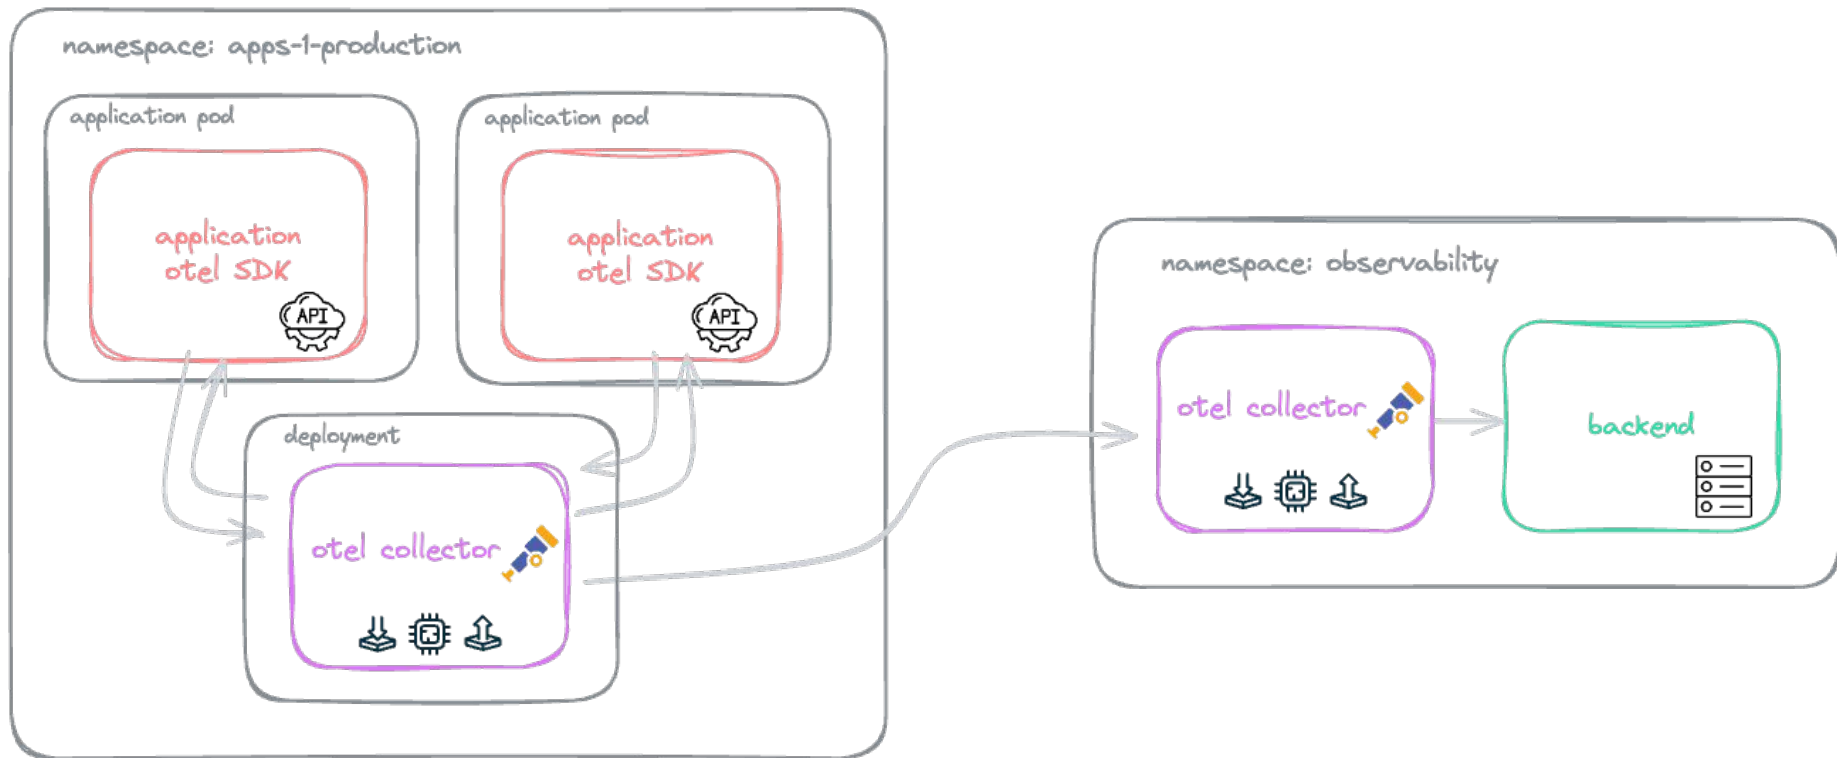 namespace: apps-1-production
application pod
application pod
application
otel SDK
API
application
otel SDK
API
deployment
otel collector
namespace: observability
otel collector
backend